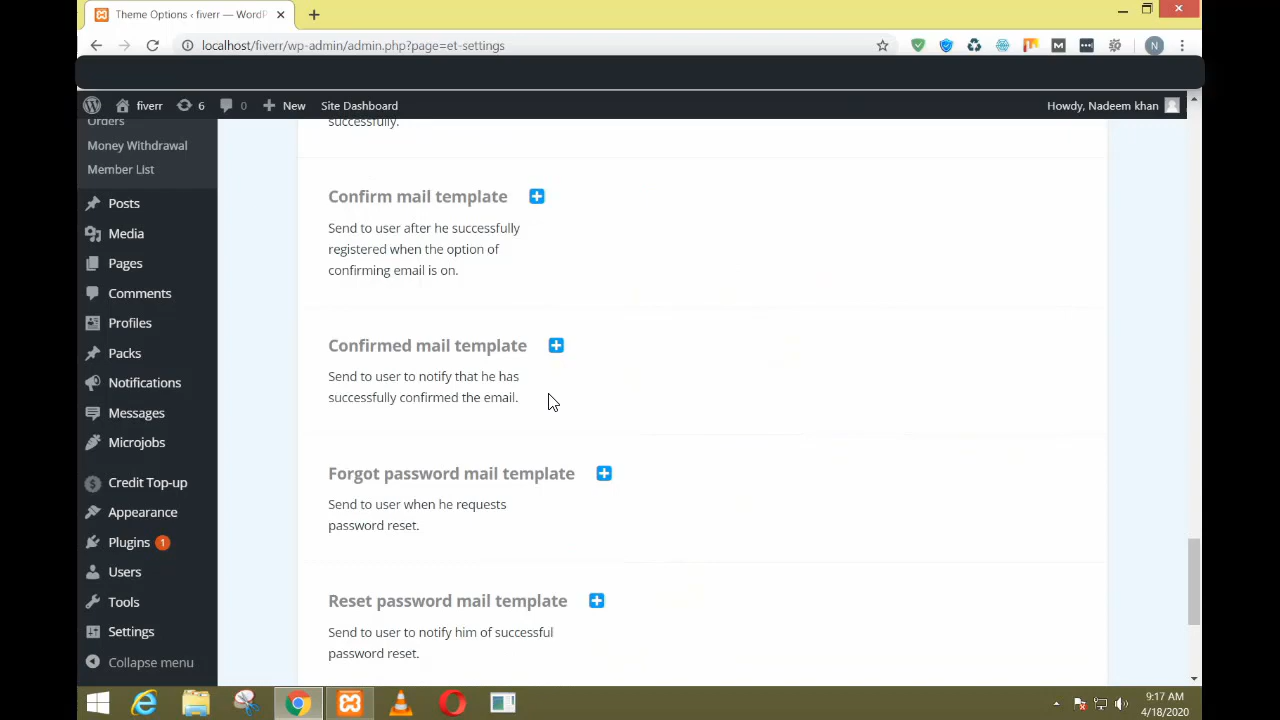 Theme Options ‹ fiverr — WordP
localhost/fiverr/wp-admin/admin.php?page=et-settings
N
fiverr 6 0 New Site Dashboard Howdy, Nadeem khan
Orders
Money Withdrawal
Member List
Posts
Media
Pages
Comments
Profiles
Packs
Notifications
Messages
Microjobs
Credit Top-up
Appearance
Plugins 1
Users
Tools
Settings
Collapse menu
successfully.
Confirm mail template
Send to user after he successfully
registered when the option of
confirming email is on.
Confirmed mail template
Send to user to notify that he has
successfully confirmed the email.
Forgot password mail template
Send to user when he requests
password reset.
Reset password mail template
Send to user to notify him of successful
password reset.
9:17 AM
4/18/2020